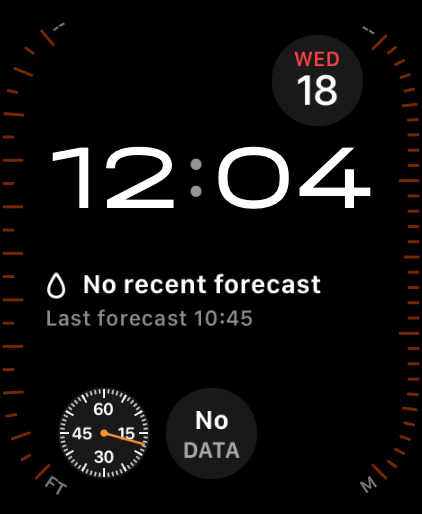 --
--
WED
18
12:04
No recent forecast
Last forecast 10:45
60
45 15
30
No
DATA
FT
M